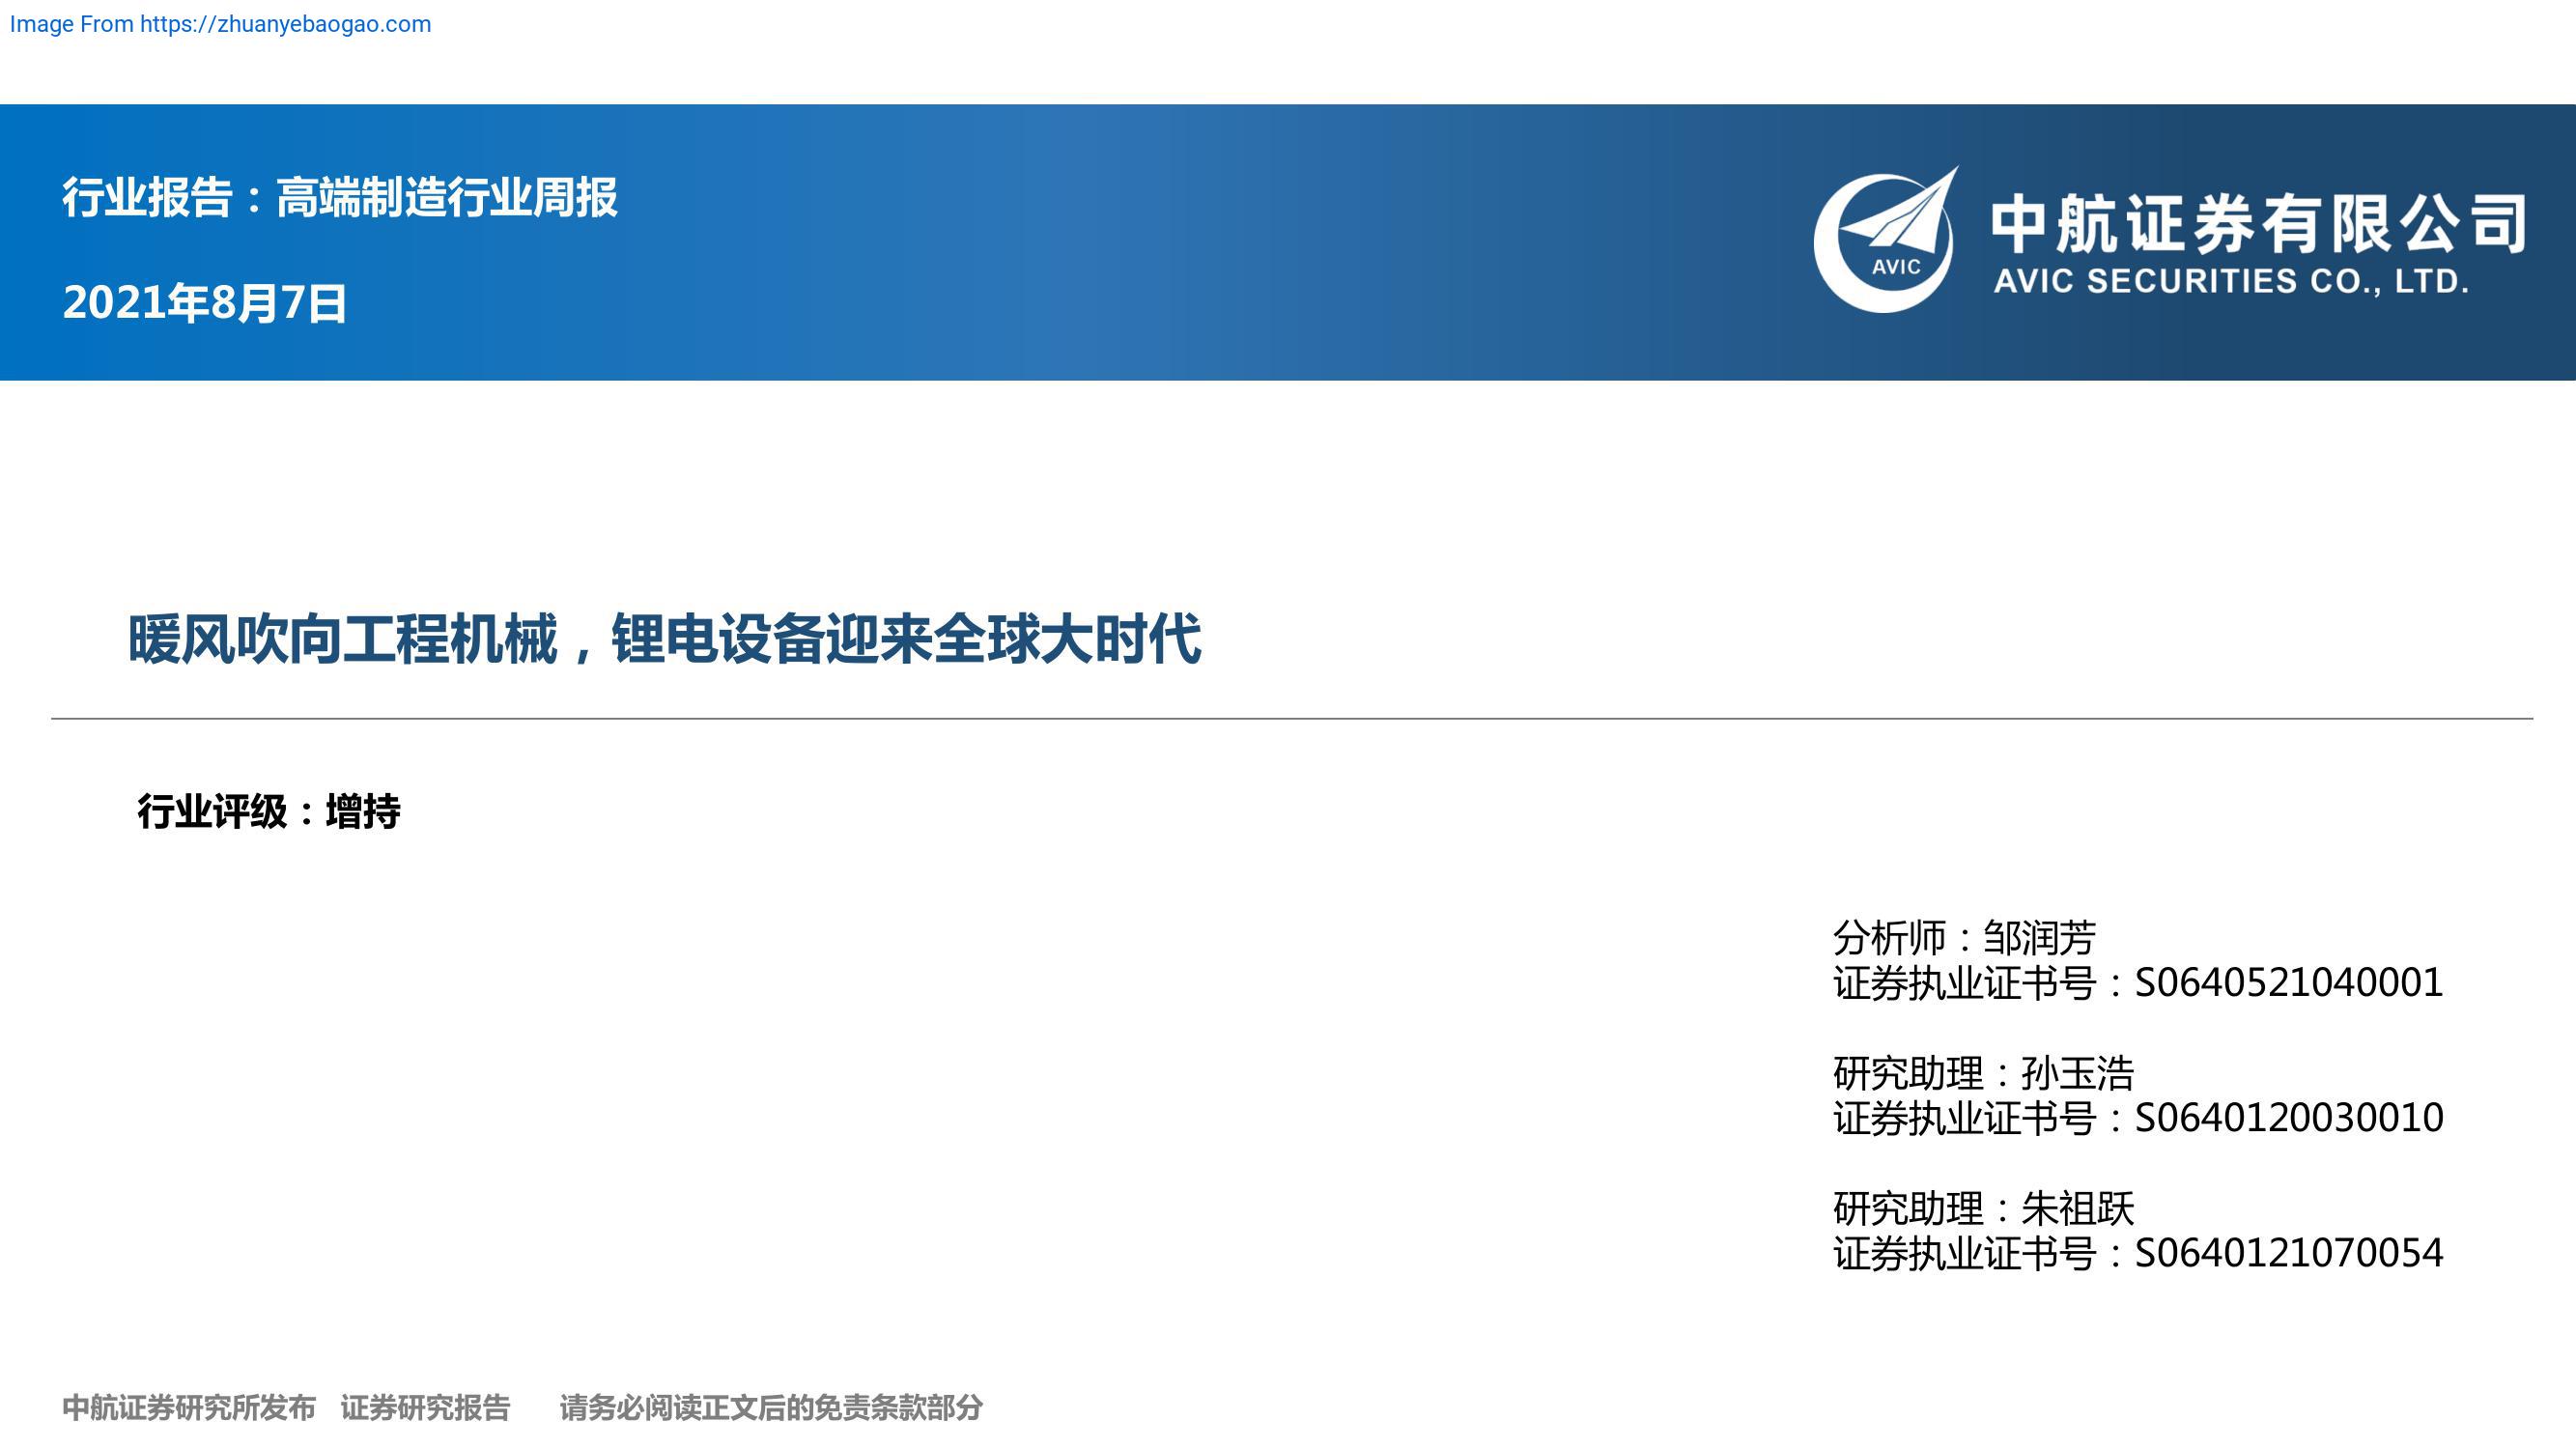 Image From https://zhuanyebaogao.com
行业报告：高端制造行业周报
2021年8月7日
AVIC
中航证券有限公司
AVIC SECURITIES CO., LTD.
暖风吹向工程机械，锂电设备迎来全球大时代
行业评级：增持
分析师：邹润芳
证券执业证书号：S0640521040001
研究助理：孙玉浩
证券执业证书号：S0640120030010
研究助理：朱祖跃
证券执业证书号：S0640121070054
中航证券研究所发布 证券研究报告 请务必阅读正文后的免责条款部分